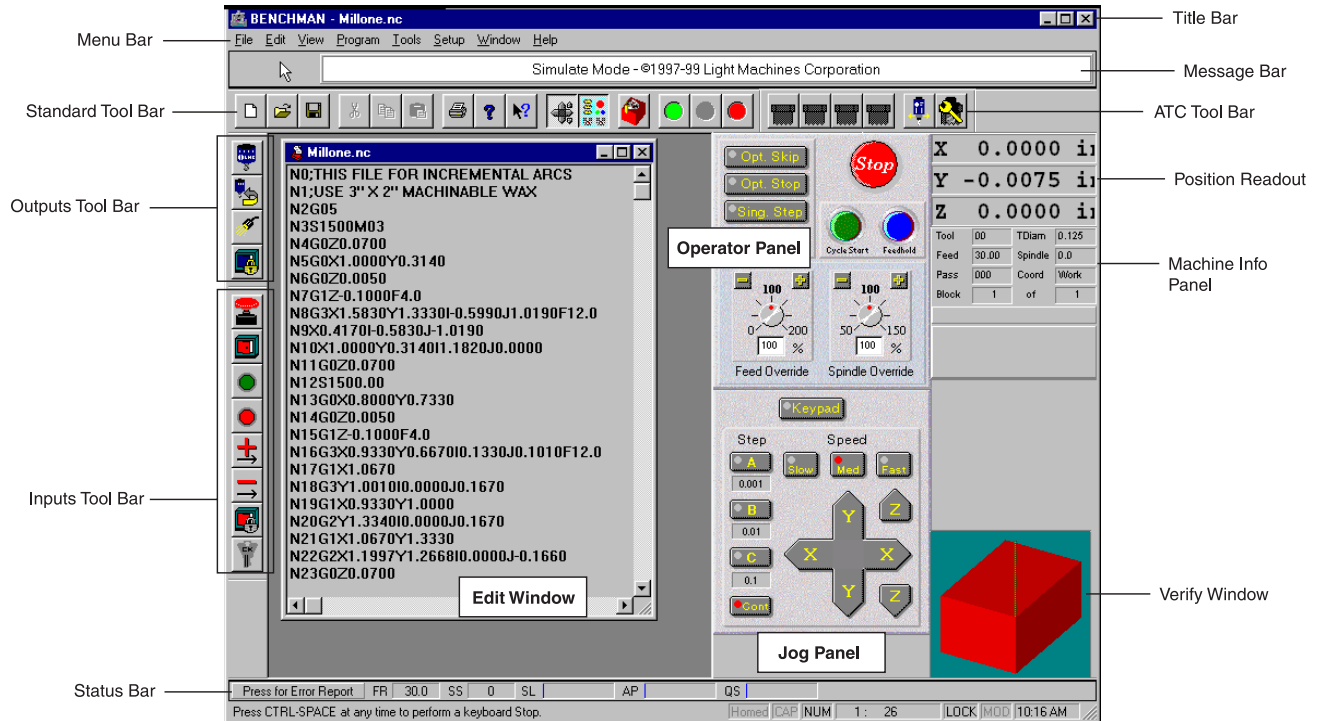 BENCHMAN - Millone.nc
Title Bar
Menu Bar
File Edit View Program Tools Setup Window Help
Simulate Mode - ©1997-99 Light Machines Corporation
Message Bar
Standard Tool Bar
ATC Tool Bar
Outputs Tool Bar
Inputs Tool Bar
Millone.nc
N0;THIS FILE FOR INCREMENTAL ARCS
N1;USE 3" X 2" MACHINABLE WAX
N2G05
N3S1500M03
N4G0Z0.0700
N5G0X1.0000Y0.3140
N6G0Z0.0050
N7G1Z-0.1000F4.0
N8G3X1.5830Y1.3330I-0.5990J1.0190F12.0
N9X0.4170I-0.5830J-1.0190
N10X1.0000Y0.3140I1.1820J0.0000
N11G0Z0.0700
N12S1500.00
N13G0X0.8000Y0.7330
N14G0Z0.0050
N15G1Z-0.1000F4.0
N16G3X0.9330Y0.6670I0.1330J0.1010F12.0
N17G1X1.0670
N18G3Y1.0010I0.0000J0.1670
N19G1X0.9330Y1.0000
N20G2Y1.3340I0.0000J0.1670
N21G1X1.0670Y1.3330
N22G2X1.1997Y1.2668I0.0000J-0.1660
N23G0Z0.0700
Edit Window
Opt. Skip
Opt. Stop
Sing. Step
Stop
Operator Panel
Cycle Start Feedhold
100 100
0 200 50 150
100 % 100 %
Feed Override Spindle Override
Keypad
Step Speed
A Slow Med Fast
0.001
B
0.01
C
0.1
Cont
Y Z
X X
Y Z
Jog Panel
X 0.0000 in
Y -0.0075 in
Z 0.0000 in
Position Readout
Tool 00 TDiam 0.125
Feed 30.00 Spindle 0.0
Pass 000 Coord Work
Block 1 of 1
Machine Info
Panel
Verify Window
Status Bar
Press for Error Report FR 30.0 SS 0 SL AP QS
Press CTRL-SPACE at any time to perform a keyboard Stop. Homed CAP NUM 1 : 26 LOCK MOD 10:16 AM